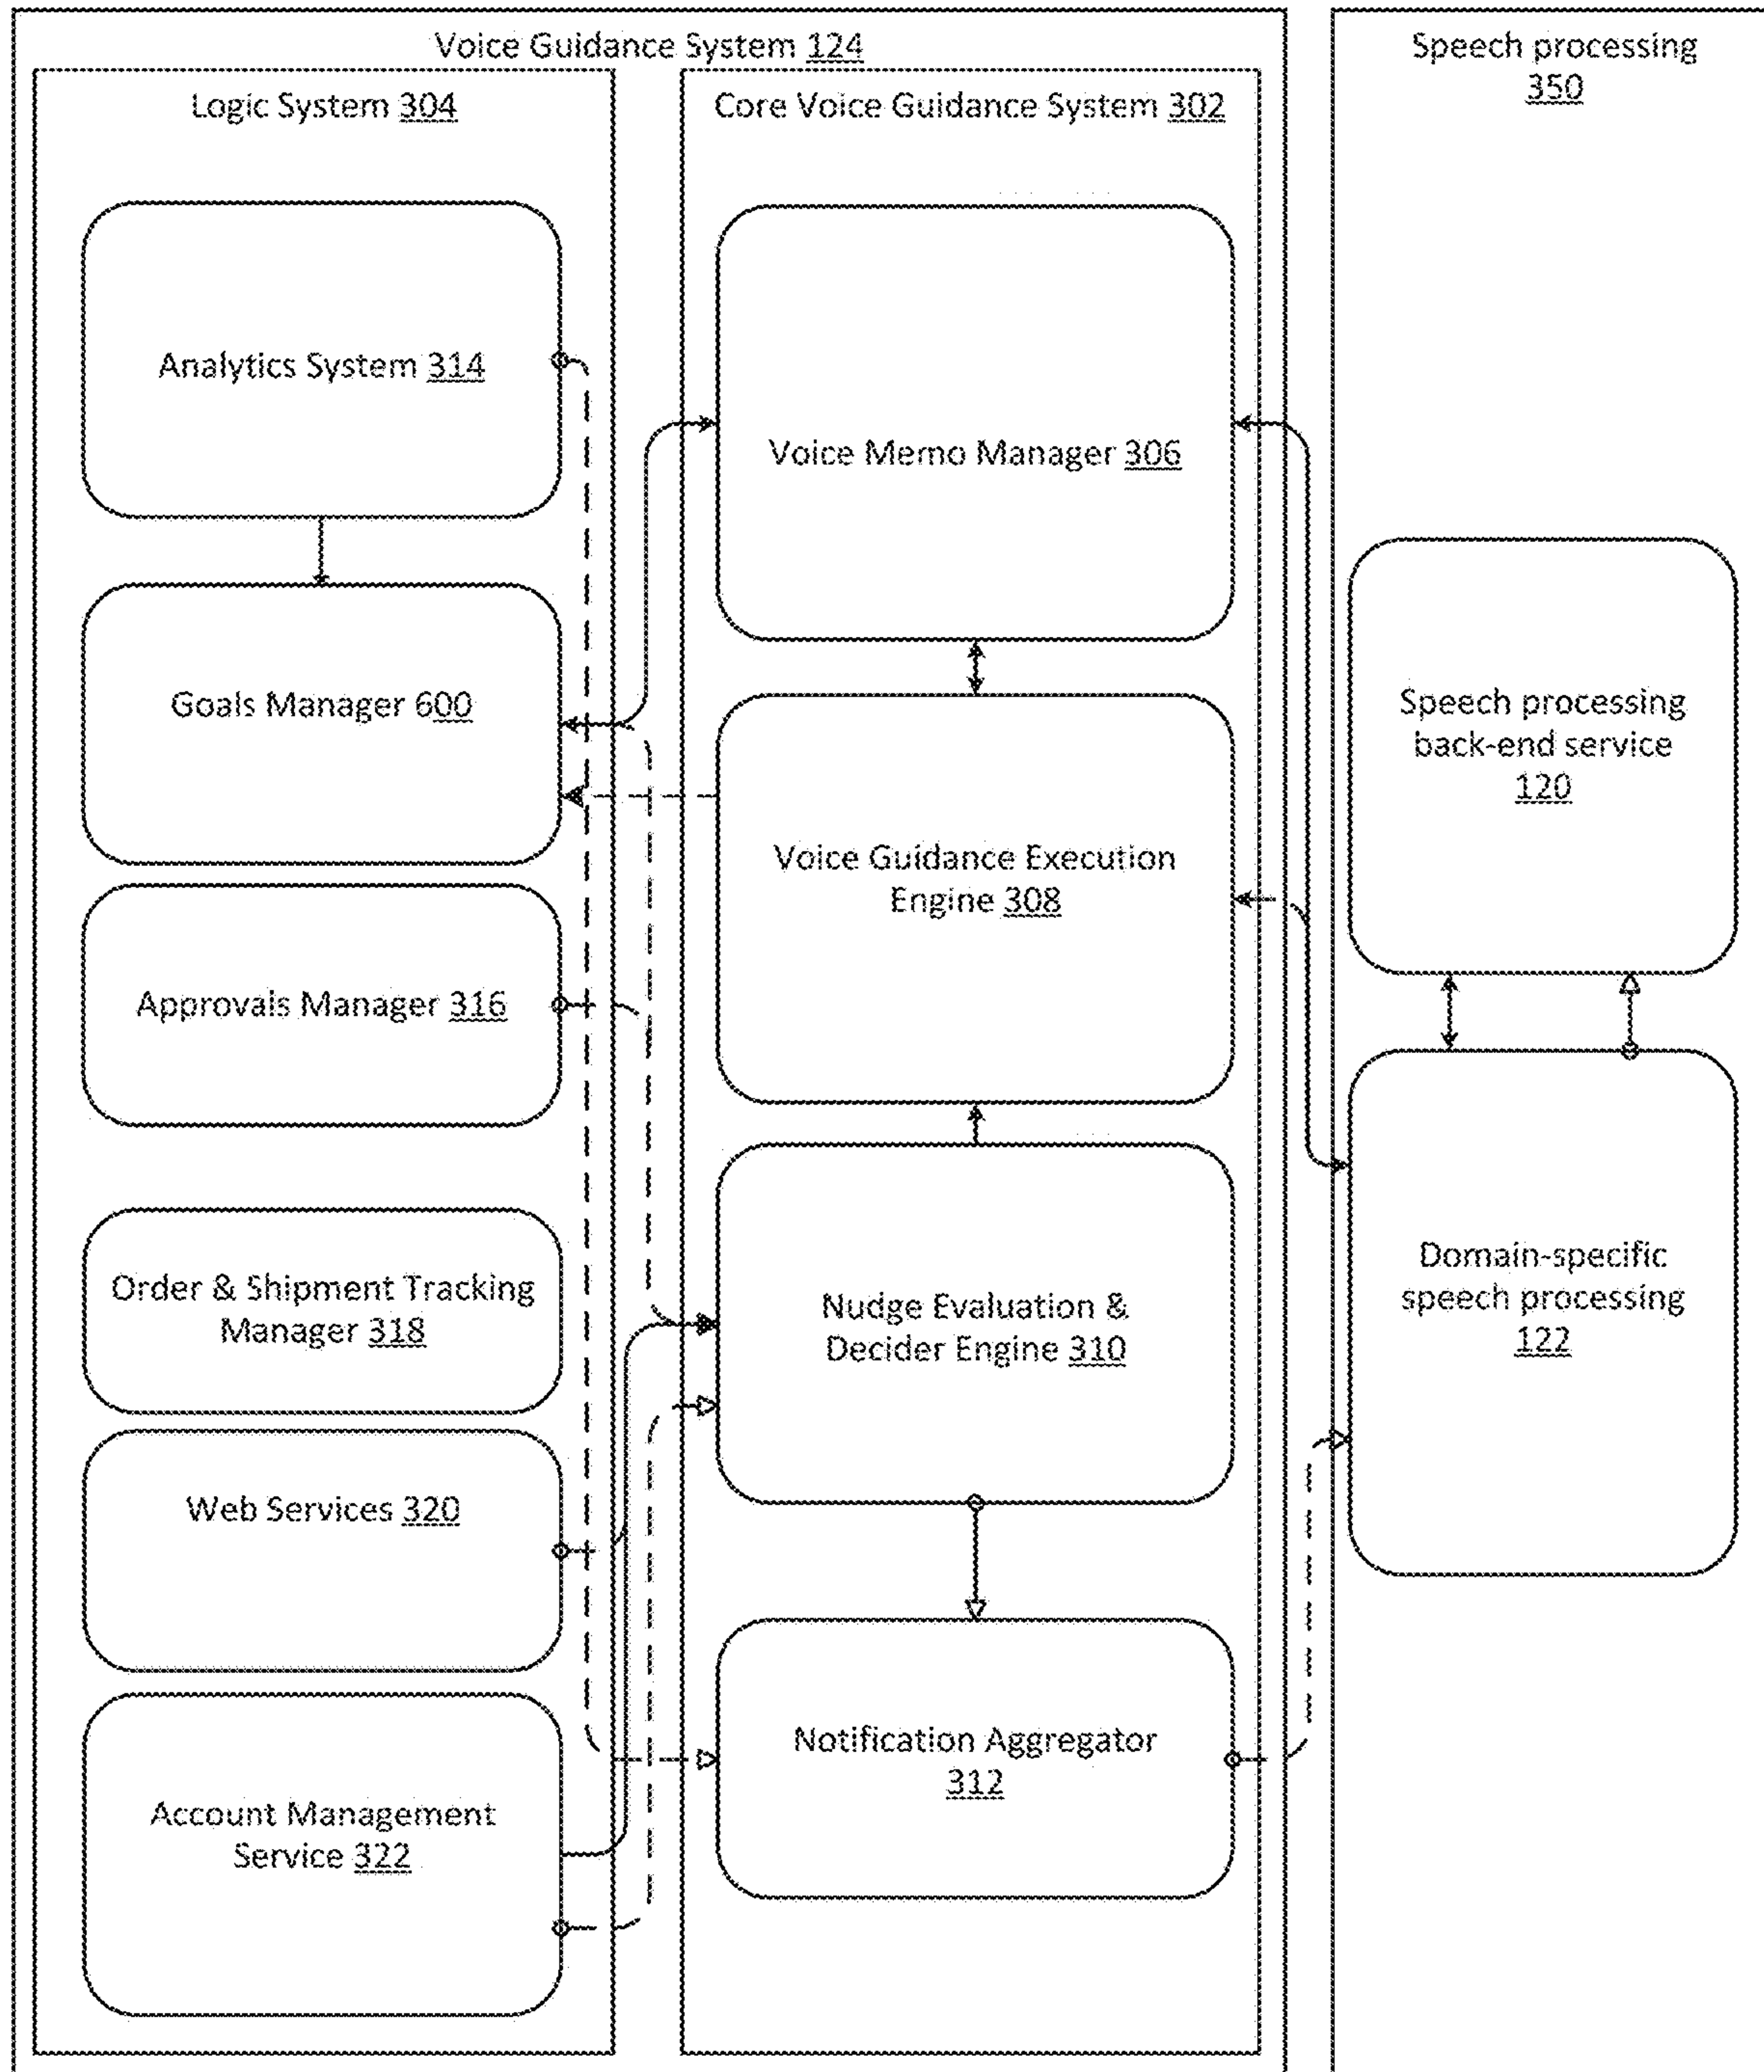 Voice Guidance System 124
Logic System 304
Analytics System 314
Goals Manager 600
Approvals Manager 316
Order & Shipment Tracking
Manager 318
Web Services 320
Account Management
Service 322
Core Voice Guidance System 302
Voice Memo Manager 306
Voice Guidance Execution
Engine 308
Nudge Evaluation &
Decider Engine 310
Notification Aggregator
312
Speech processing
350
Speech processing
back-end service
120
Domain-specific
speech processing
122